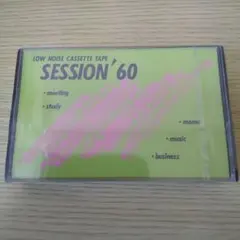 LOW NOISE CASSETTE TAPE
SESSION '60
• meeting
• study
• memo
• music
• business